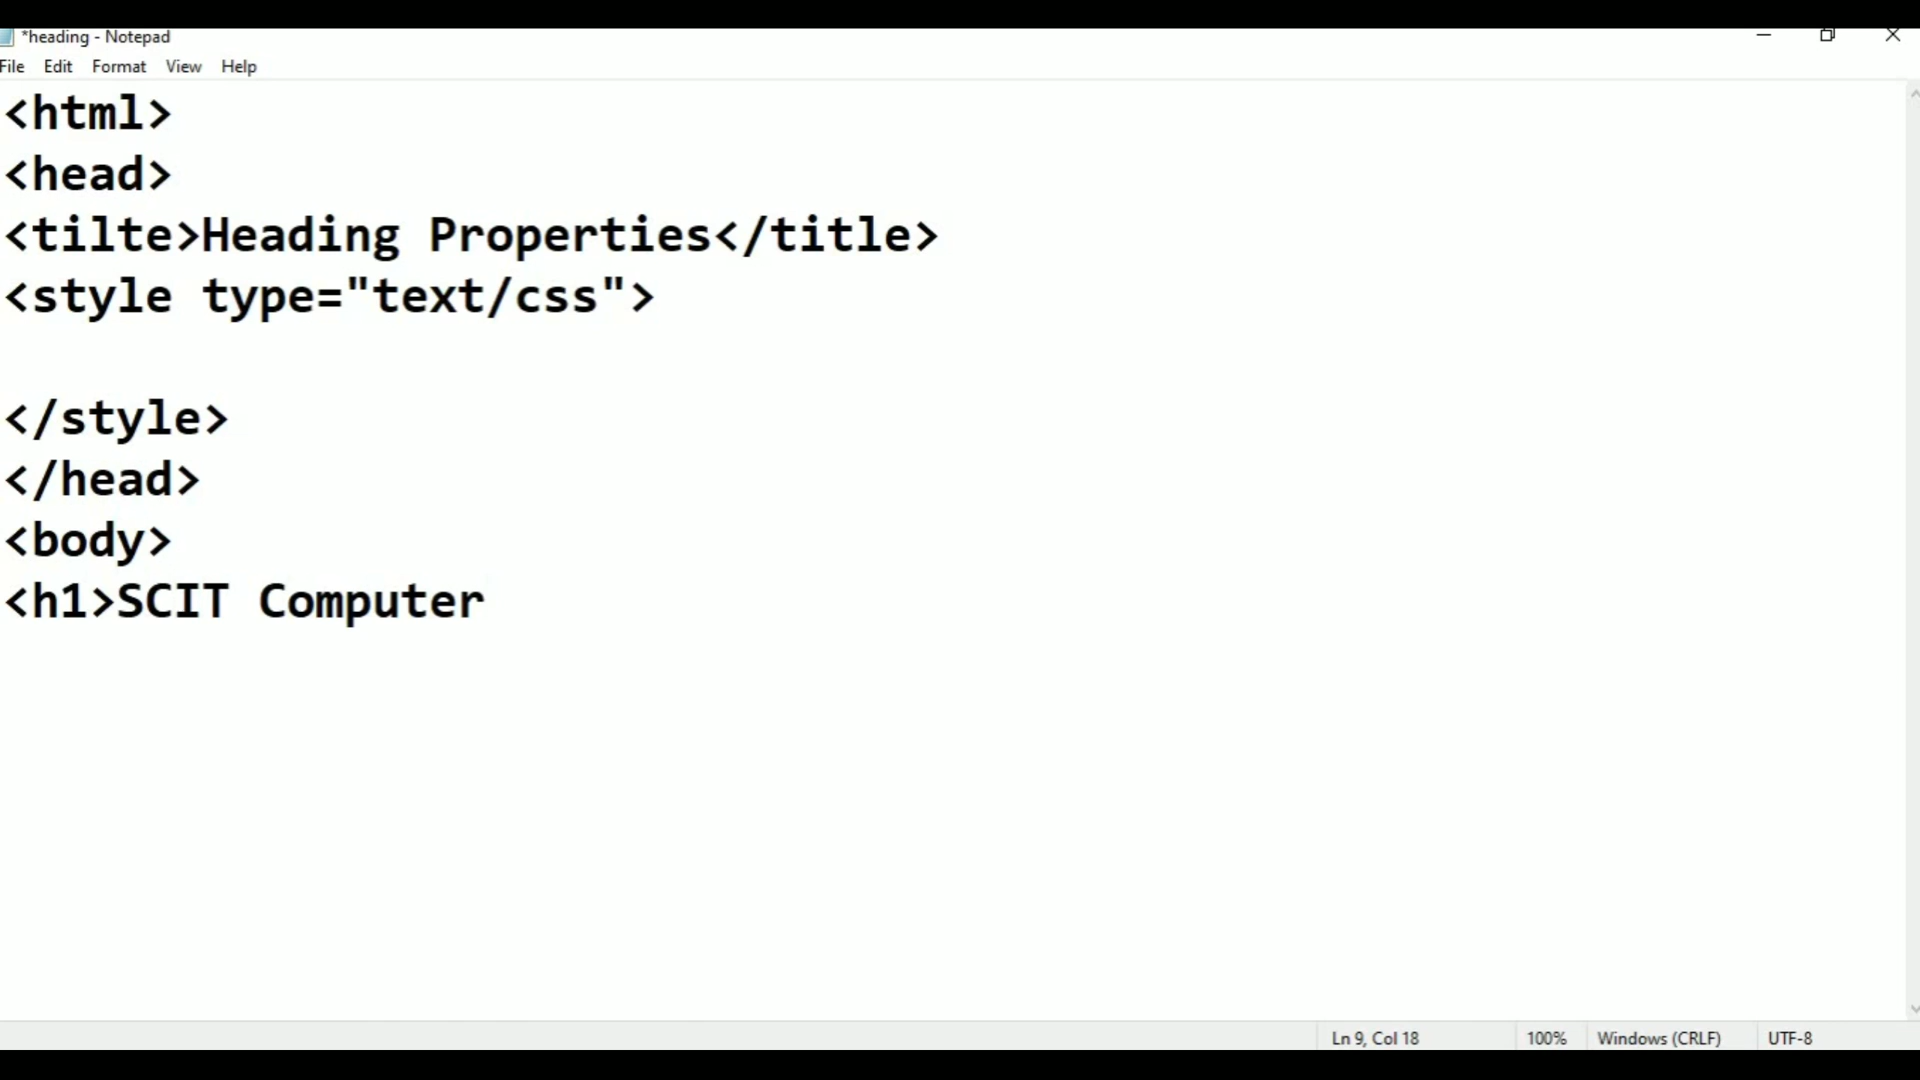 *heading - Notepad
File Edit Format View Help
<html>
<head>
<tilte>Heading Properties</title>
<style type="text/css">
</style>
</head>
<body>
<h1>SCIT Computer
Ln 9, Col 18 100% Windows (CRLF) UTF-8